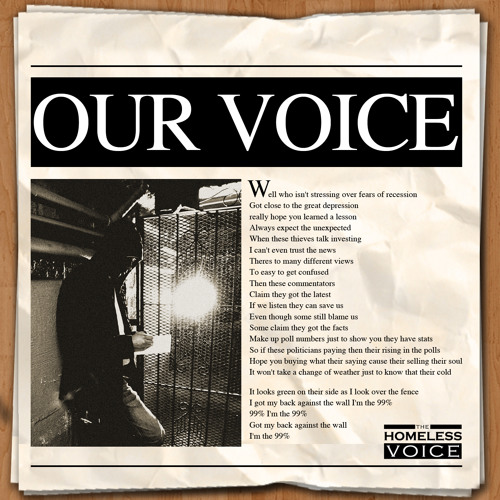 OUR VOICE
Well who isn't stressing over fears of recession
Got close to the great depression
really hope you learned a lesson
Always expect the unexpected
When these thieves talk investing
I can't even trust the news
Theres to many different views
To easy to get confused
Then these commentators
Claim they got the latest
If we listen they can save us
Even though some still blame us
Some claim they got the facts
Make up poll numbers just to show you they have stats
So if these politicians paying then their rising in the polls
Hope you buying what their saying cause their selling their soul
It won't take a change of weather just to know that their cold
It looks green on their side as I look over the fence
I got my back against the wall I'm the 99%
99% I'm the 99%
Got my back against the wall
I'm the 99%
THE
HOMELESS
VOICE